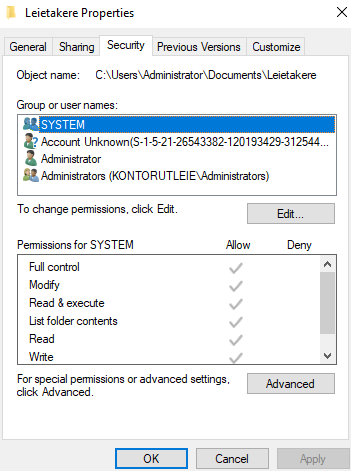 Leietakere Properties
General Sharing Security Previous Versions Customize
Object name: C:\Users\Administrator\Documents\Leietakere
Group or user names:
SYSTEM
Account Unknown(S-1-5-21-26543382-120193429-312544...
Administrator
Administrators (KONTORUTLEIE\Administrators)
To change permissions, click Edit.
Edit...
Permissions for SYSTEM Allow Deny
Full control
Modify
Read & execute
List folder contents
Read
Write
For special permissions or advanced settings,
click Advanced.
Advanced
OK Cancel Apply